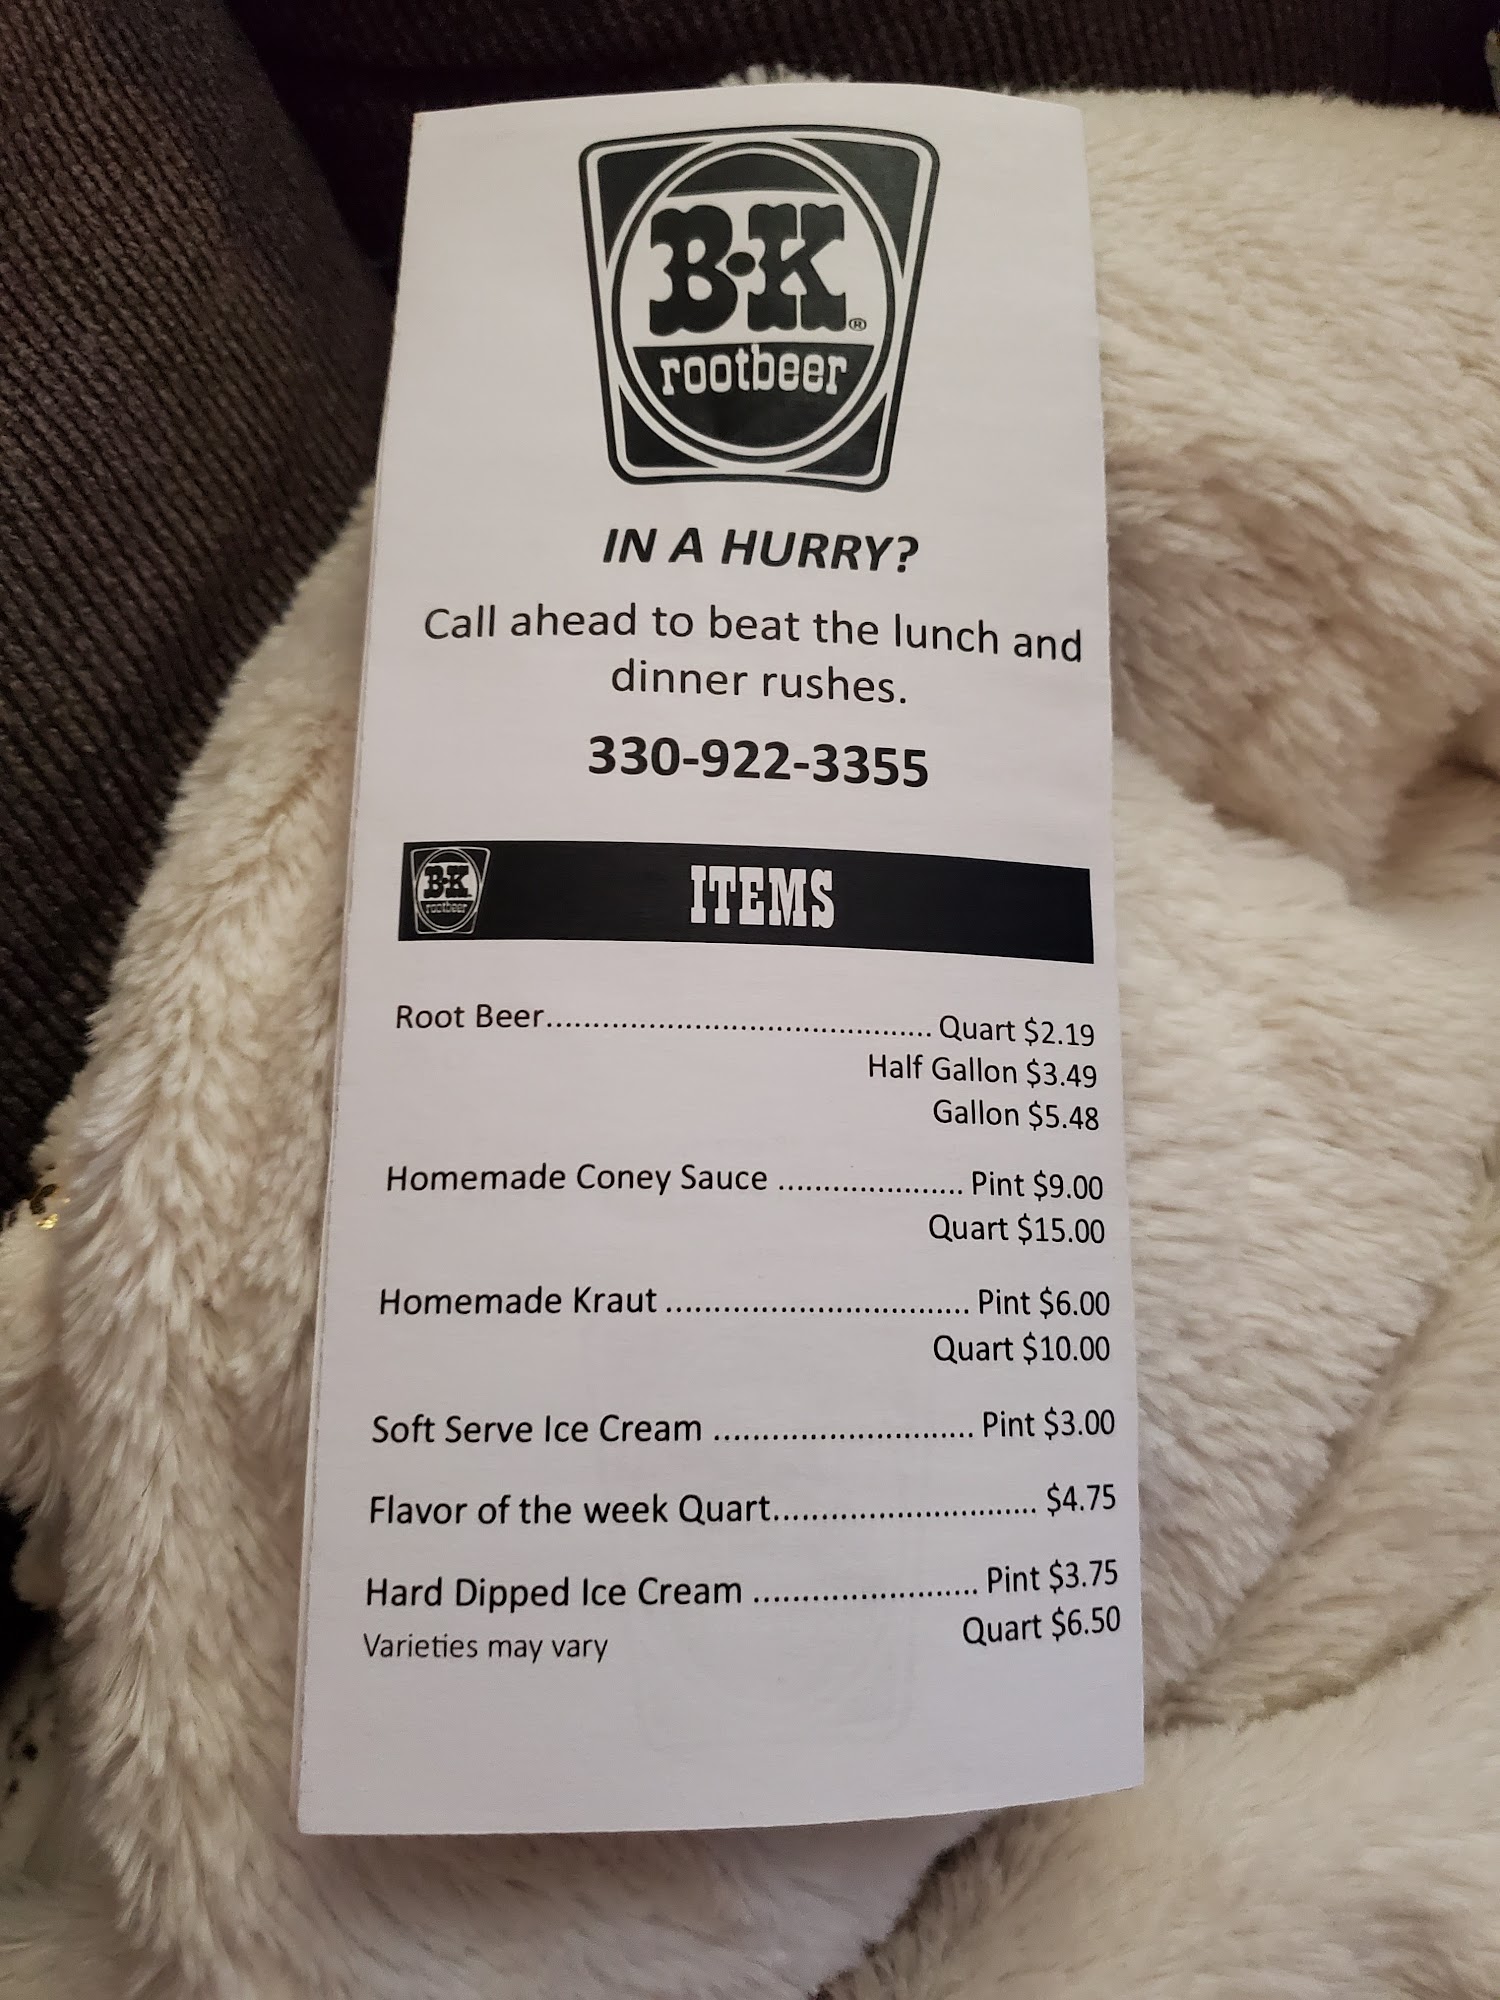 B·K®
rootbeer
IN A HURRY?
Call ahead to beat the lunch and
dinner rushes.
330-922-3355
B·K
rootbeer
ITEMS
Root Beer......................................... Quart $2.19
Half Gallon $3.49
Gallon $5.48
Homemade Coney Sauce .................... Pint $9.00
Quart $15.00
Homemade Kraut ................................ Pint $6.00
Quart $10.00
Soft Serve Ice Cream ........................... Pint $3.00
Flavor of the week Quart........................... $4.75
Hard Dipped Ice Cream ....................... Pint $3.75
Varieties may vary
Quart $6.50